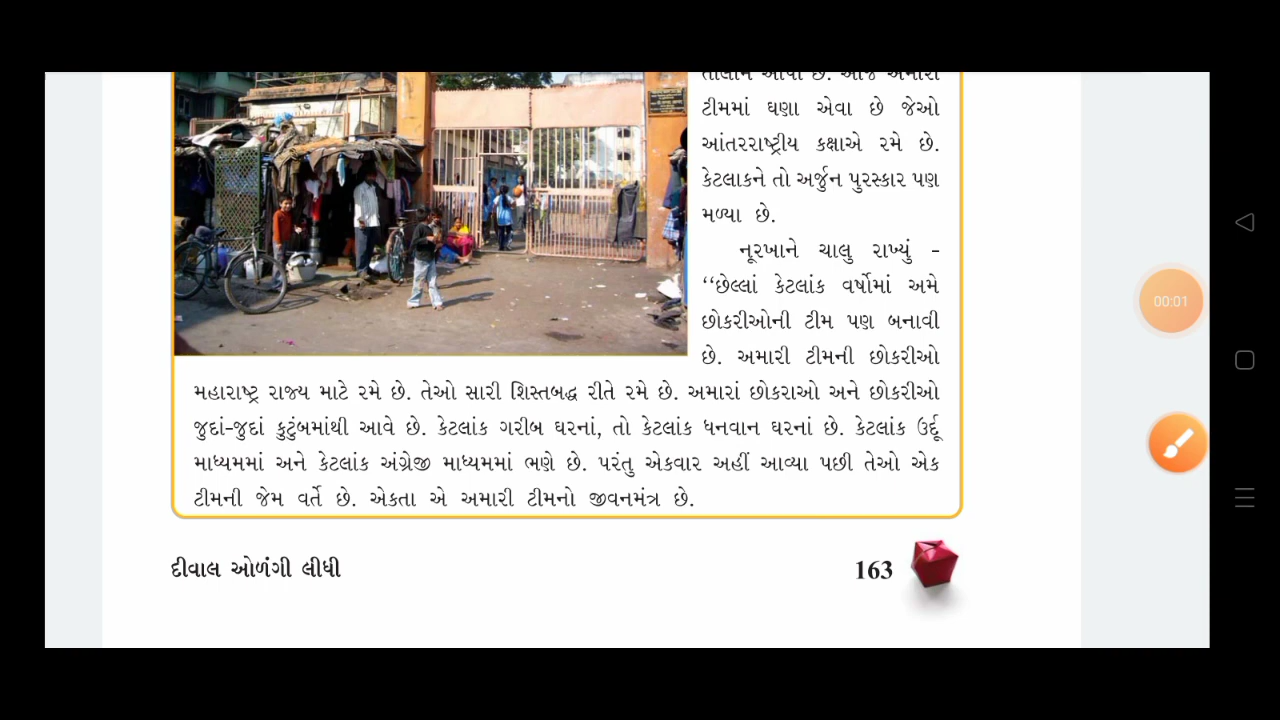 ટીમમાં ઘણા એવા છે જેઓ
આંતરરાષ્ટ્રીય કક્ષાએ રમે છે.
કેટલાકને તો અર્જુન પુરસ્કાર પણ
મળ્યા છે.
નૂરખાને ચાલુ રાખ્યું -
“છેલ્લાં કેટલાંક વર્ષોમાં અમે
છોકરીઓની ટીમ પણ બનાવી
છે. અમારી ટીમની છોકરીઓ
મહારાષ્ટ્ર રાજ્ય માટે રમે છે. તેઓ સારી શિસ્તબદ્ધ રીતે રમે છે. અમારાં છોકરાઓ અને છોકરીઓ
જુદાં-જુદાં કુટુંબમાંથી આવે છે. કેટલાંક ગરીબ ઘરનાં, તો કેટલાંક ધનવાન ઘરનાં છે. કેટલાંક ઉર્દૂ
માધ્યમમાં અને કેટલાંક અંગ્રેજી માધ્યમમાં ભણે છે. પરંતુ એકવાર અહીં આવ્યા પછી તેઓ એક
ટીમની જેમ વર્તે છે. એકતા એ અમારી ટીમનો જીવનમંત્ર છે.
દીવાલ ઓળંગી લીધી
163
00:01